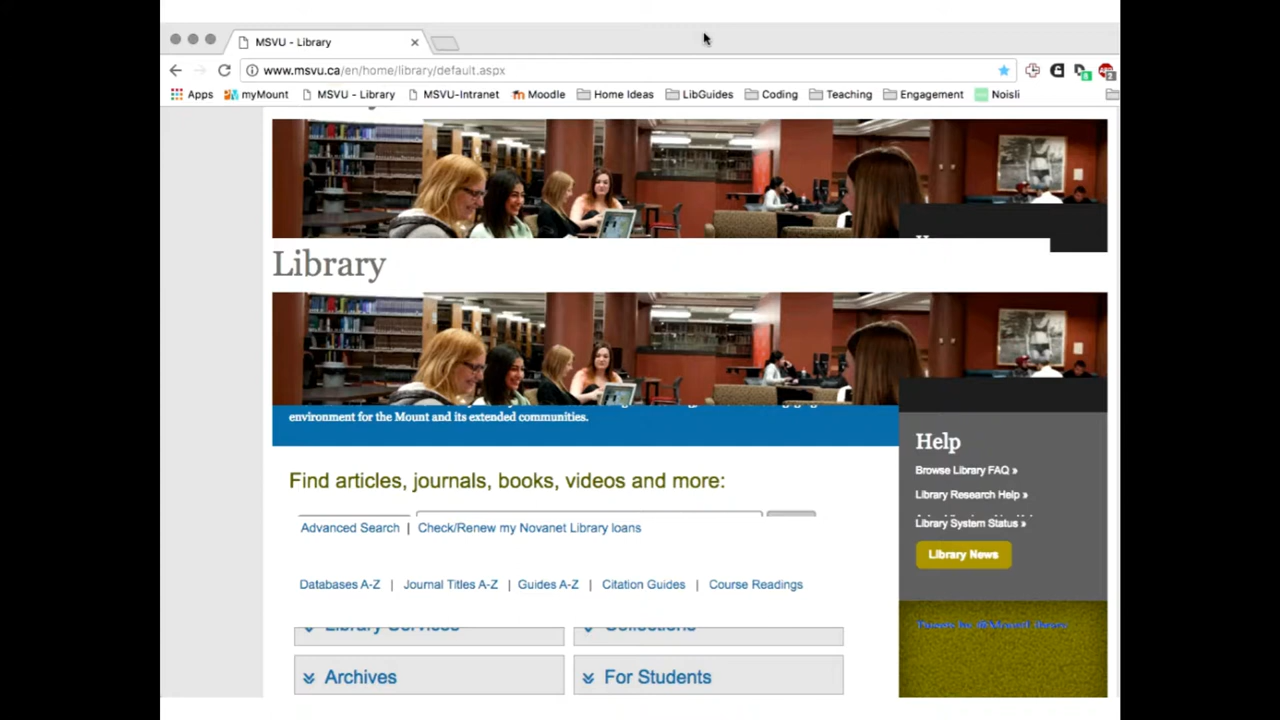 MSVU - Library
www.msvu.ca/en/home/library/default.aspx
Apps myMount MSVU - Library MSVU-Intranet Moodle Home Ideas LibGuides Coding Teaching Engagement Noisli
Library
environment for the Mount and its extended communities.
Help
Find articles, journals, books, videos and more:
Browse Library FAQ »
Library Research Help »
Library System Status »
Advanced Search | Check/Renew my Novanet Library loans
Library News
Databases A-Z | Journal Titles A-Z | Guides A-Z | Citation Guides | Course Readings
Library Services Collections
Archives For Students